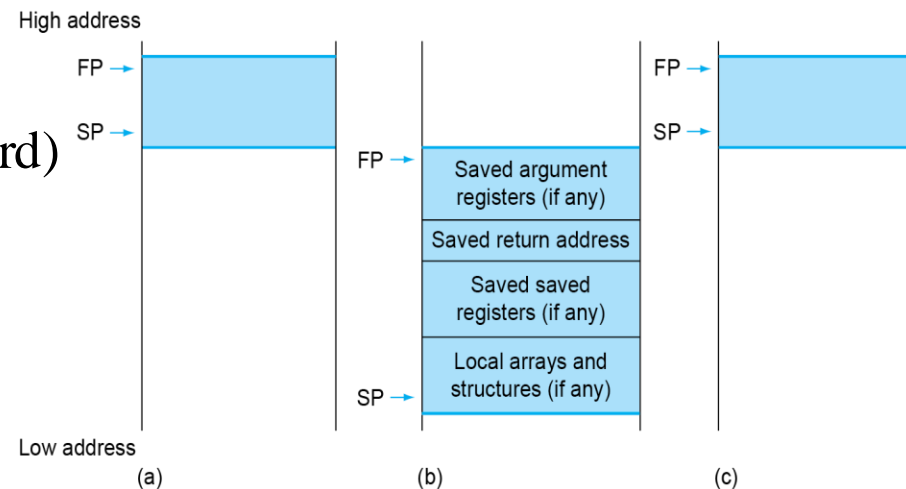 High address
FP
SP
rd)
FP
Saved argument
registers (if any)
Saved return address
Saved saved
registers (if any)
Local arrays and
structures (if any)
SP
FP
SP
Low address
(a)
(b)
(c)